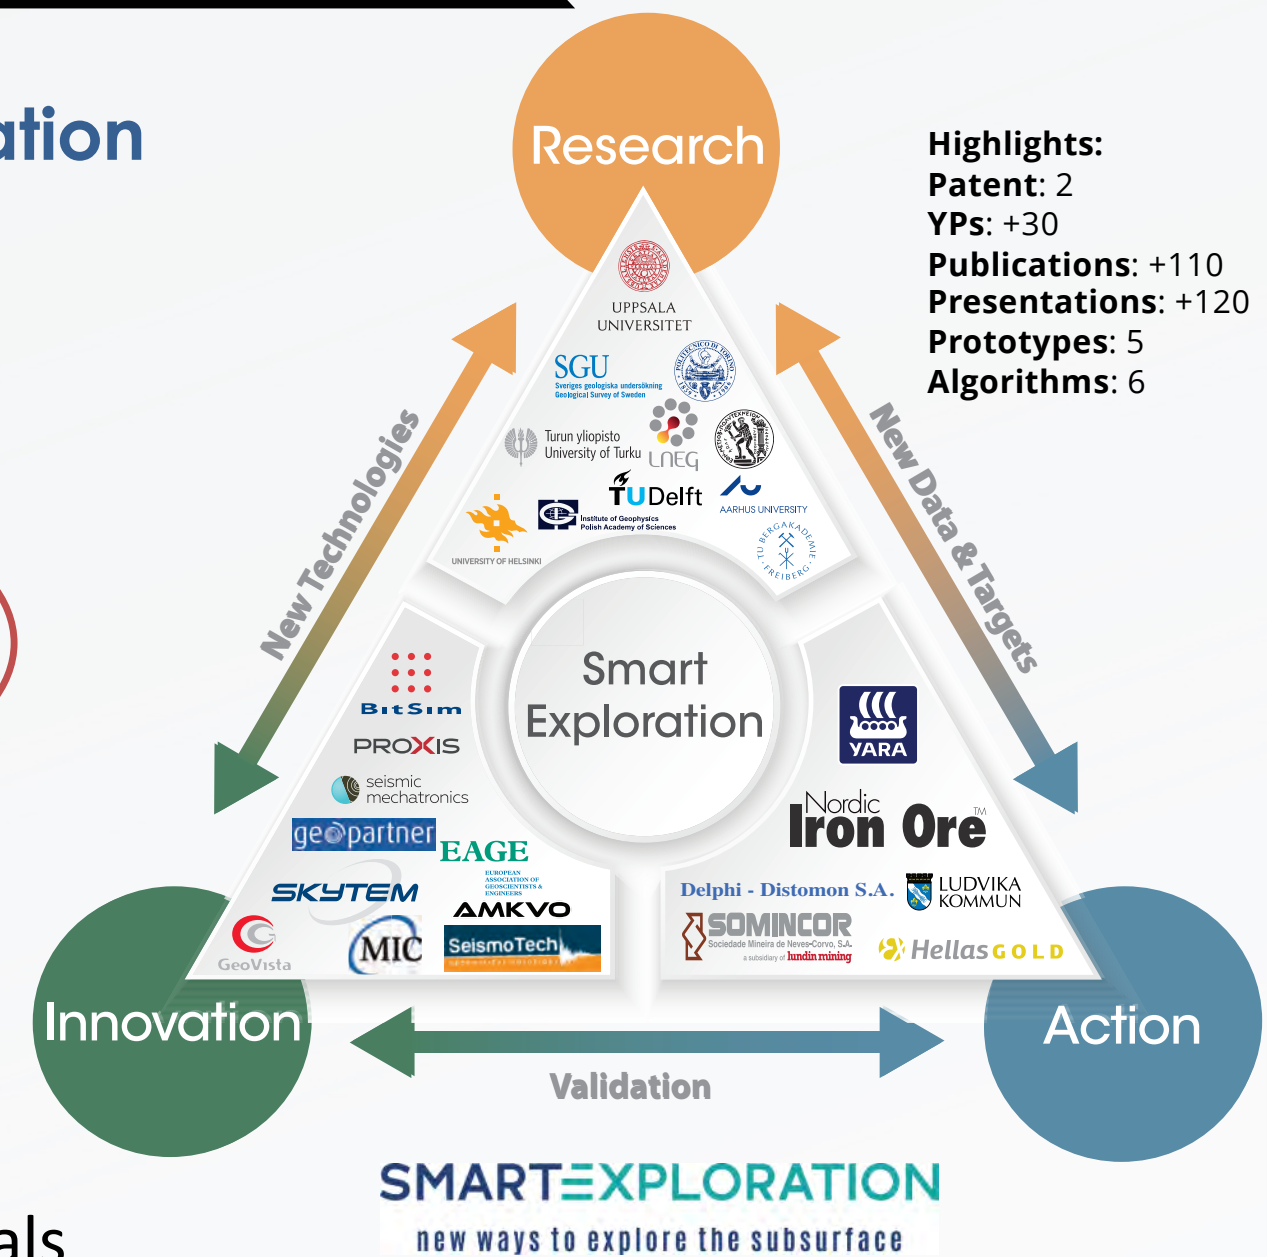 ation
Research
Highlights:
Patent: 2
YPs: +30
Publications: +110
Presentations: +120
Prototypes: 5
Algorithms: 6
UPPSALA
UNIVERSITET
SGU
Sveriges geologiska undersökning
Geological Survey of Sweden
POLITECNICO DI TORINO
Turun yliopisto
University of Turku
LNEG
TUDelft
AARHUS UNIVERSITY
Institute of Geophysics
Polish Academy of Sciences
UNIVERSITY OF HELSINKI
TU BERGAKADEMIE
FREIBERG
New Technologies
New Data & Targets
Smart
Exploration
BitSim
PROXIS
seismic
mechatronics
geopartner
EAGE
EUROPEAN
ASSOCIATION OF
GEOSCIENTISTS &
ENGINEERS
SKYTEM
AMKVO
GeoVista
MIC
SeismoTech
YARA
Nordic
Iron Ore™
Delphi - Distomon S.A.
LUDVIKA
KOMMUN
SOMINCOR
Sociedade Mineira de Neves-Corvo, S.A.
a subsidiary of lundin mining
HellasGOLD
Innovation
Action
Validation
SMARTEXPLORATION
new ways to explore the subsurface
als